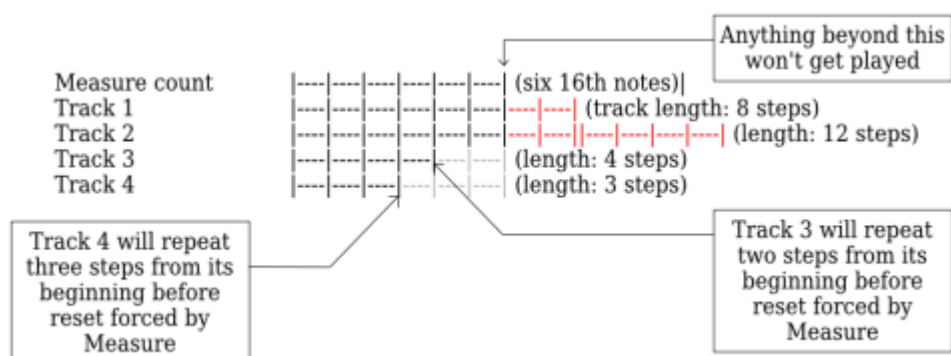 Anything beyond this
won't get played
Measure count |----|----|----|----|----|----| (six 16th notes)|
Track 1 |----|----|----|----|----|----|----|----| (track length: 8 steps)
Track 2 |----|----|----|----|----|----|----|----||----|----|----|----| (length: 12 steps)
Track 3 |----|----|----|----|----|----| (length: 4 steps)
Track 4 |----|----|----|----|----|----| (length: 3 steps)
Track 4 will repeat
three steps from its
beginning before
reset forced by
Measure
Track 3 will repeat
two steps from its
beginning before
reset forced by
Measure